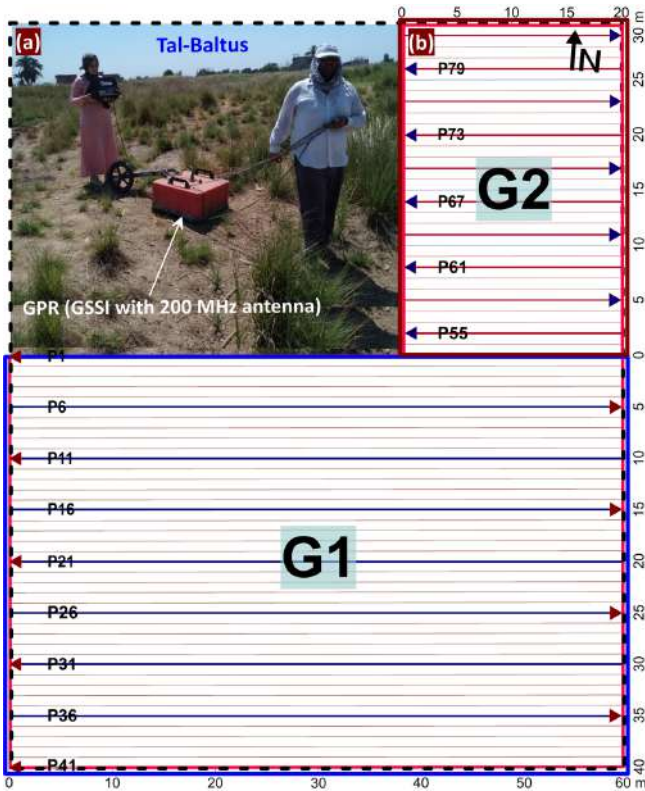 (a)
Tal-Baltus
GPR (GSSI with 200 MHz antenna)
(b)
0 5 10 15 20
N
P79
P73
G2
P67
P61
P55
30 m
25
20
15
10
5
0
P1
P6
P11
P16
P21
G1
P26
P31
P36
P41
5
10
15
20
25
30
35
40
0 10 20 30 40 50 60 m